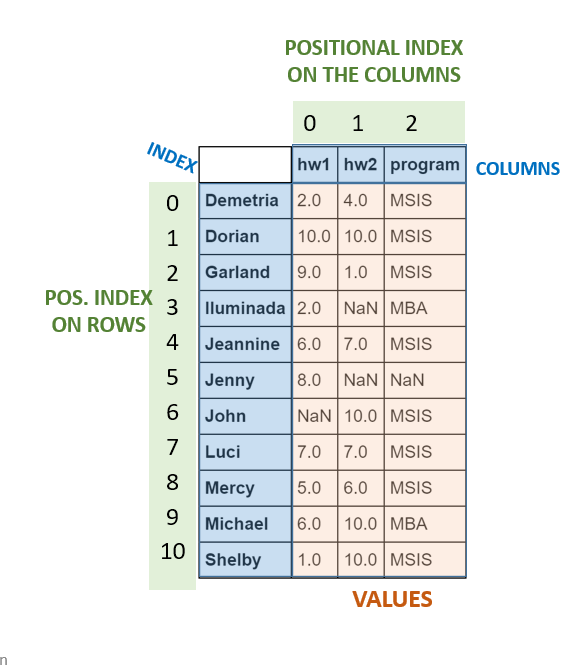 POSITIONAL INDEX
ON THE COLUMNS
0 1 2
INDEX
hw1 hw2 program
COLUMNS
0 Demetria 2.0 4.0 MSIS
1 Dorian 10.0 10.0 MSIS
2 Garland 9.0 1.0 MSIS
POS. INDEX
ON ROWS
3 Iluminada 2.0 NaN MBA
4 Jeannine 6.0 7.0 MSIS
5 Jenny 8.0 NaN NaN
6 John NaN 10.0 MSIS
7 Luci 7.0 7.0 MSIS
8 Mercy 5.0 6.0 MSIS
9 Michael 6.0 10.0 MBA
10 Shelby 1.0 10.0 MSIS
VALUES
n